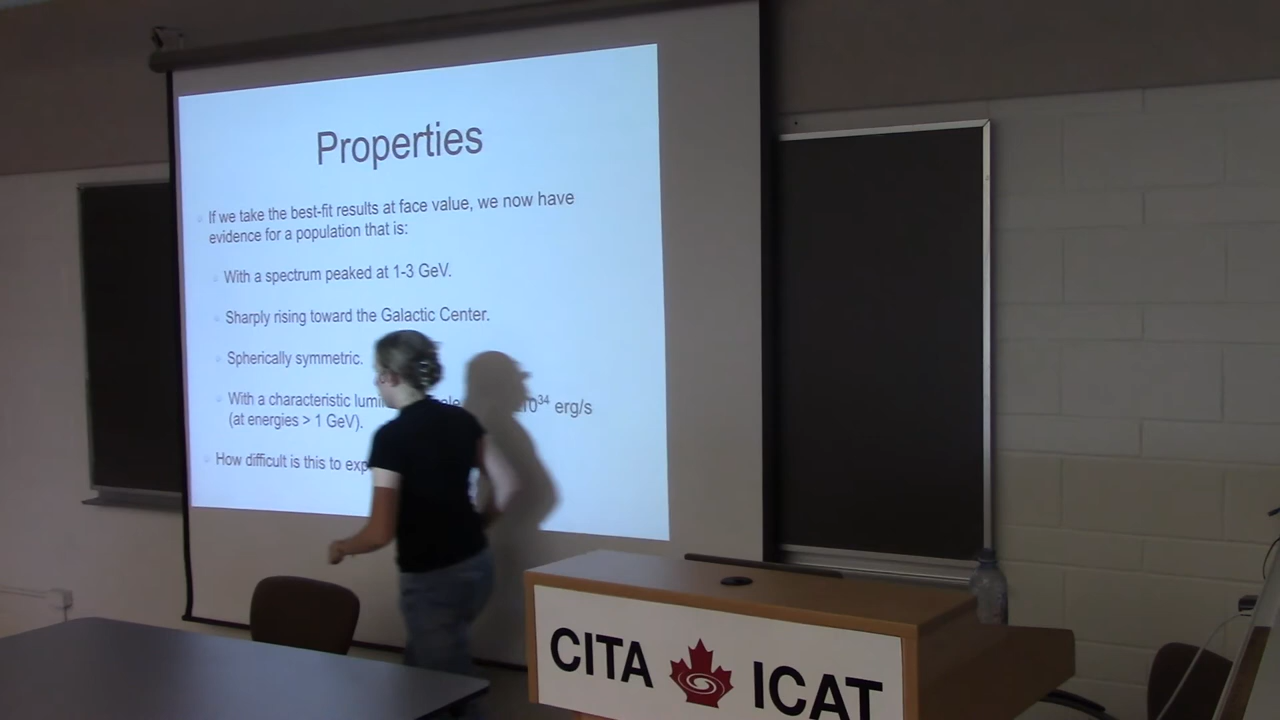 Properties
If we take the best-fit results at face value, we now have
evidence for a population that is:
With a spectrum peaked at 1-3 GeV.
Sharply rising toward the Galactic Center.
Spherically symmetric.
With a characteristic 10³⁴ erg/s
(at energies > 1 GeV).
How difficult is this to
CITA ICAT